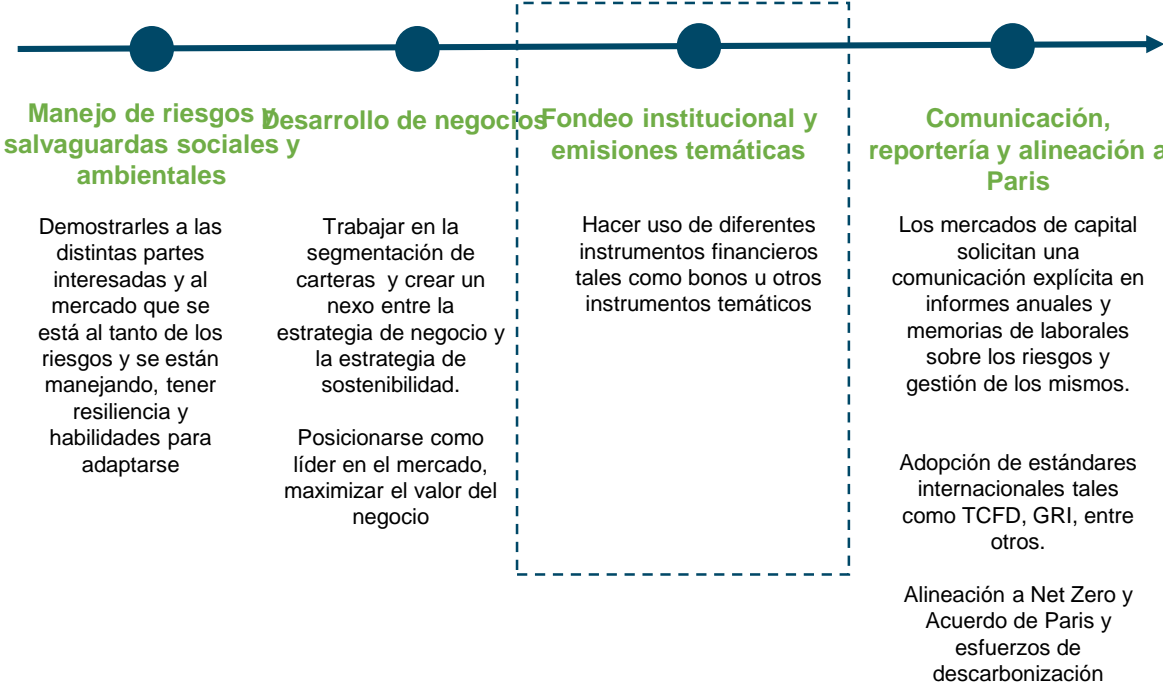 Manejo de riesgos y
salvaguardas sociales y
ambientales
Demostrarles a las
distintas partes
interesadas y al
mercado que se
está al tanto de los
riesgos y se están
manejando, tener
resiliencia y
habilidades para
adaptarse
Desarrollo de negocios
Trabajar en la
segmentación de
carteras y crear un
nexo entre la
estrategia de negocio y
la estrategia de
sostenibilidad.
Posicionarse como
líder en el mercado,
maximizar el valor del
negocio
Fondeo institucional y
emisiones temáticas
Hacer uso de diferentes
instrumentos financieros
tales como bonos u otros
instrumentos temáticos
Comunicación,
reportería y alineación a
Paris
Los mercados de capital
solicitan una
comunicación explícita en
informes anuales y
memorias de laborales
sobre los riesgos y
gestión de los mismos.
Adopción de estándares
internacionales tales
como TCFD, GRI, entre
otros.
Alineación a Net Zero y
Acuerdo de Paris y
esfuerzos de
descarbonización